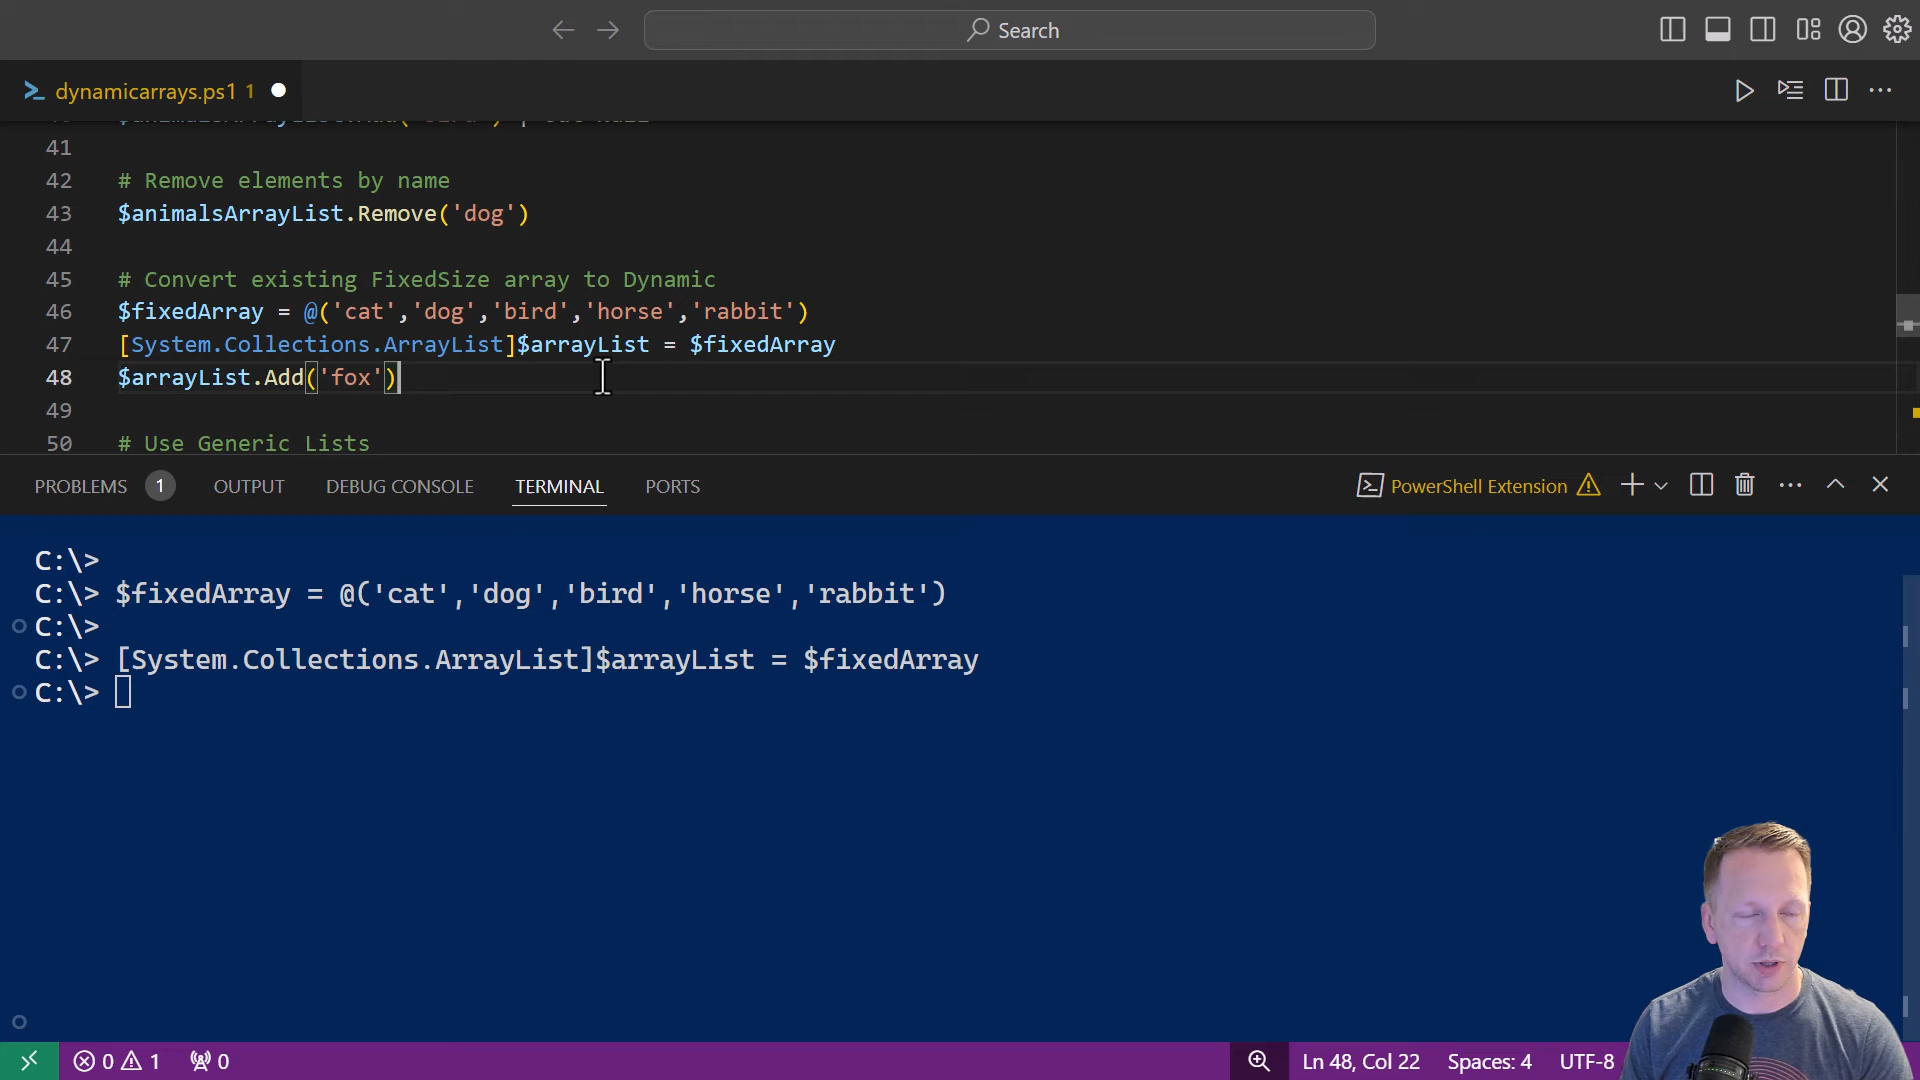 Search
dynamicarrays.ps1 1
41
42 # Remove elements by name
43 $animalsArrayList.Remove('dog')
44
45 # Convert existing FixedSize array to Dynamic
46 $fixedArray = @('cat','dog','bird','horse','rabbit')
47 [System.Collections.ArrayList]$arrayList = $fixedArray
48 $arrayList.Add('fox')
49
50 # Use Generic Lists
PROBLEMS 1 OUTPUT DEBUG CONSOLE TERMINAL PORTS PowerShell Extension
C:\>
C:\> $fixedArray = @('cat','dog','bird','horse','rabbit')
C:\>
C:\> [System.Collections.ArrayList]$arrayList = $fixedArray
C:\>
0 1 0 Ln 48, Col 22 Spaces: 4 UTF-8